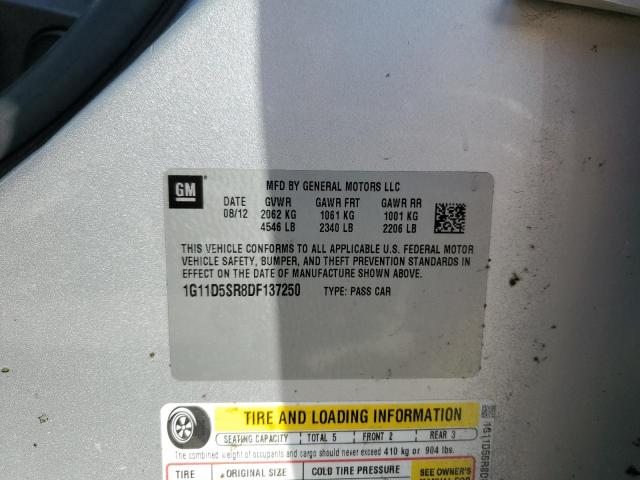 GM
MFD BY GENERAL MOTORS LLC
DATE GVWR GAWR FRT GAWR RR
08/12 2062 KG 1061 KG 1001 KG
4546 LB 2340 LB 2206 LB
THIS VEHICLE CONFORMS TO ALL APPLICABLE U.S. FEDERAL MOTOR
VEHICLE SAFETY, BUMPER, AND THEFT PREVENTION STANDARDS IN
EFFECT ON THE DATE OF MANUFACTURE SHOWN ABOVE.
1G11D5SR8DF137250 TYPE: PASS CAR
TIRE AND LOADING INFORMATION
SEATING CAPACITY TOTAL 5 FRONT 2 REAR 3
The combined weight of occupants and cargo should never exceed 410 kg or 904 lbs.
TIRE ORIGINAL SIZE COLD TIRE PRESSURE SEE OWNER'S
MANUAL FOR
1G11D5SR8D